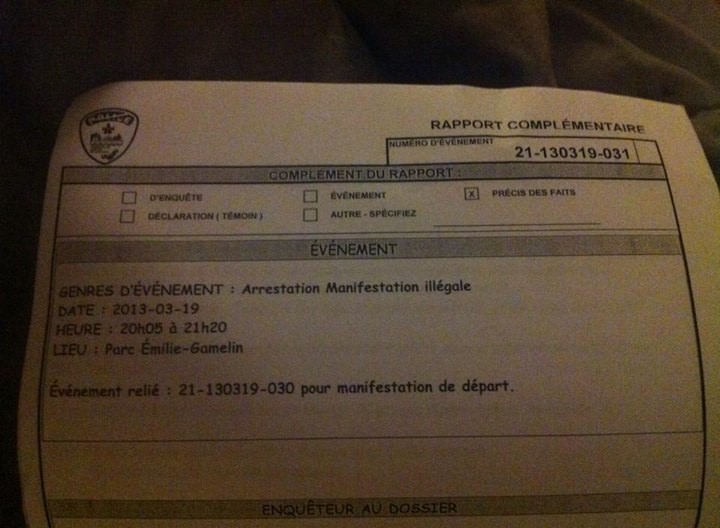 POLICE
RAPPORT COMPLÉMENTAIRE
NUMÉRO D'ÉVÉNEMENT
21-130319-031
COMPLÉMENT DU RAPPORT :
D'ENQUÊTE
ÉVÉNEMENT
X PRÉCIS DES FAITS
DÉCLARATION ( TÉMOIN )
AUTRE - SPÉCIFIEZ
ÉVÉNEMENT
GENRES D'ÉVÉNEMENT : Arrestation Manifestation illégale
DATE : 2013-03-19
HEURE : 20h05 à 21h20
LIEU : Parc Émilie-Gamelin
Événement relié : 21-130319-030 pour manifestation de départ.
ENQUÊTEUR AU DOSSIER